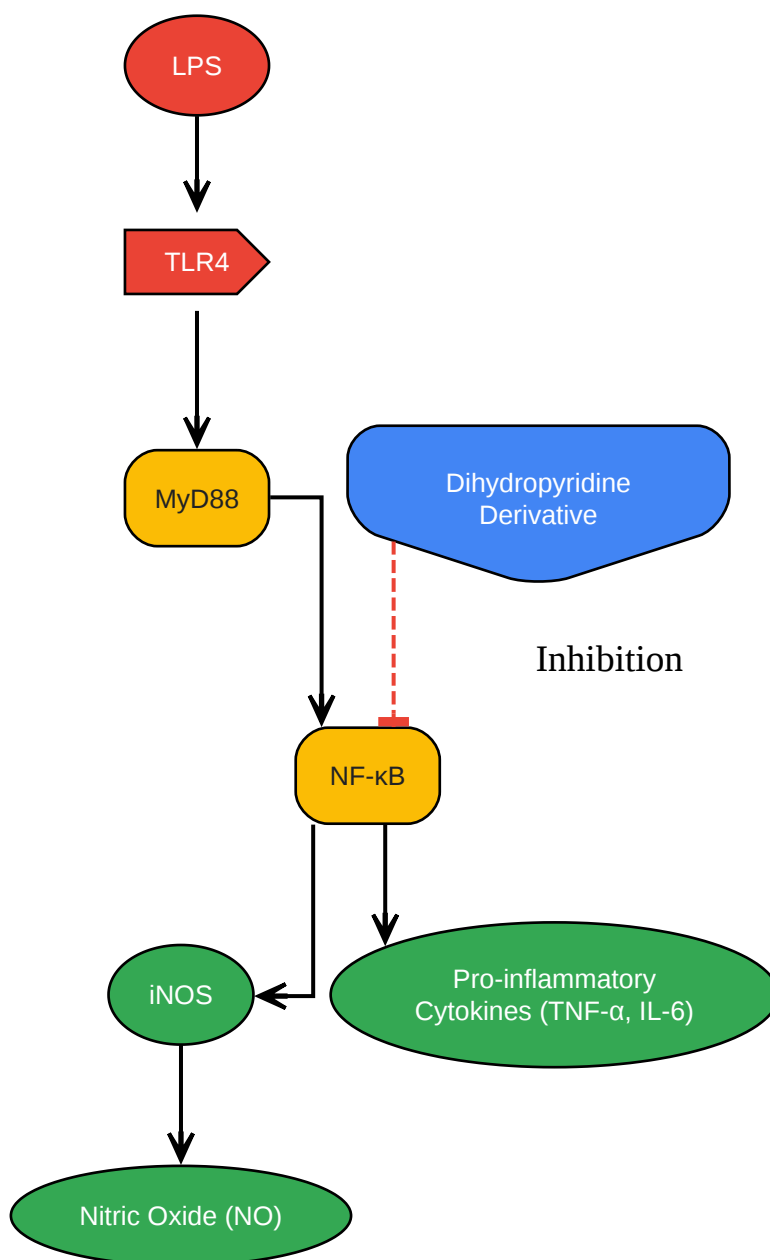 LPS
TLR4
MyD88
Dihydropyridine
Derivative
Inhibition
NF-κB
iNOS
Pro-inflammatory
Cytokines (TNF-α, IL-6)
Nitric Oxide (NO)